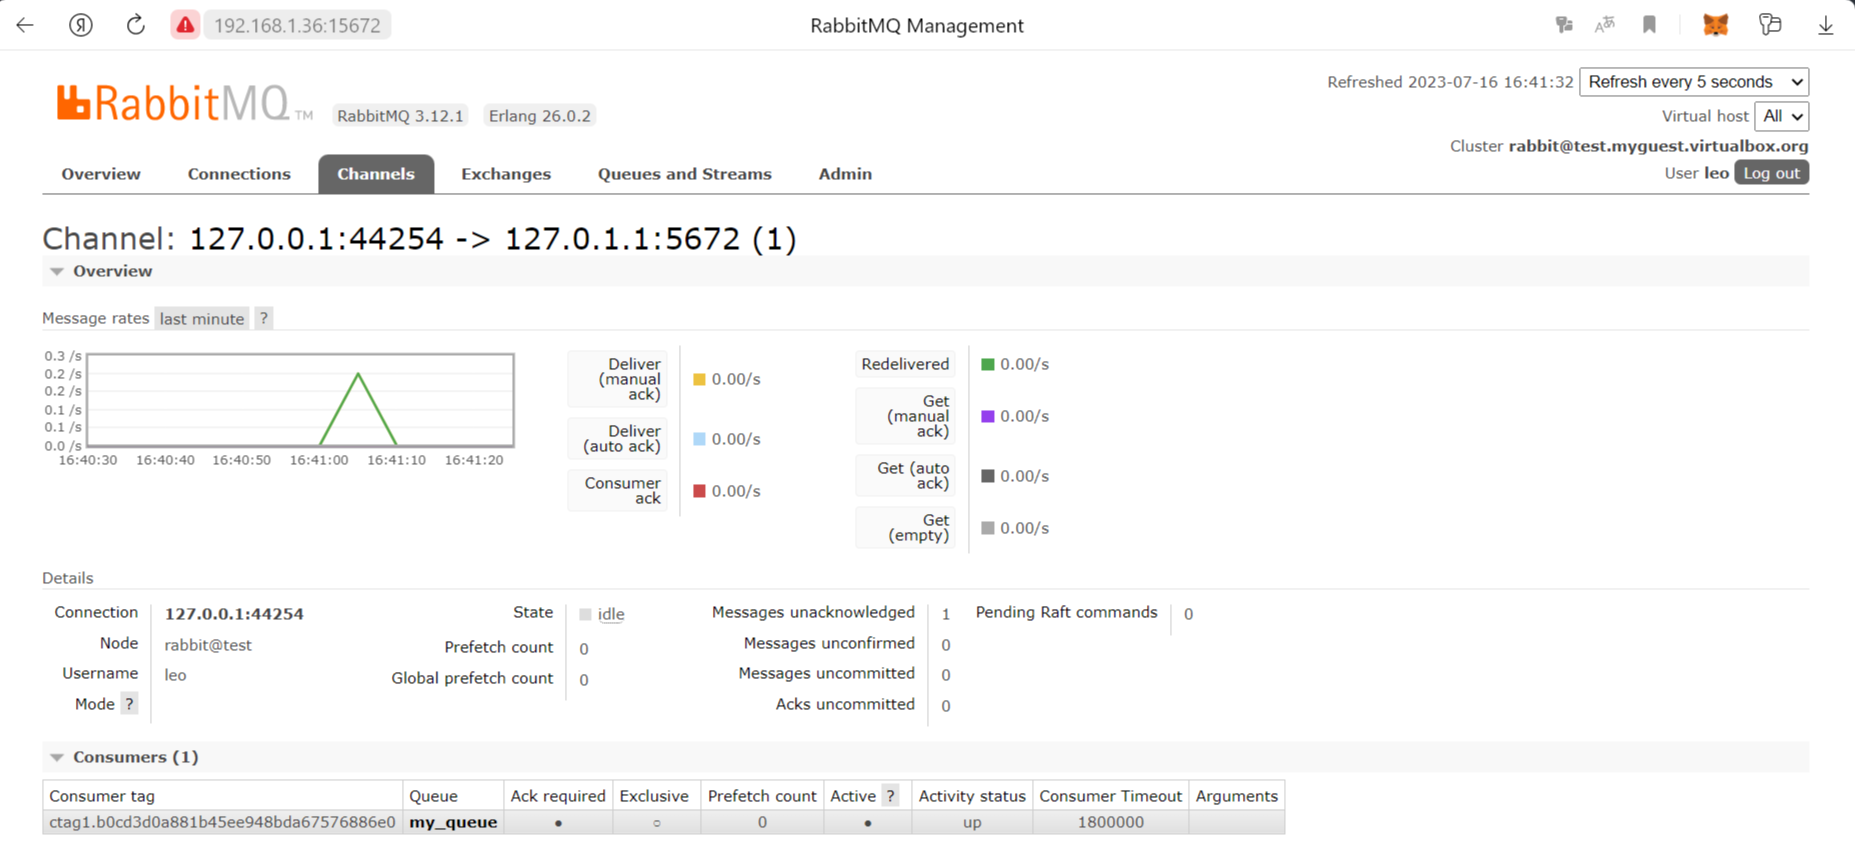 192.168.1.36:15672
RabbitMQ Management
RabbitMQ TM
RabbitMQ 3.12.1
Erlang 26.0.2
Refreshed 2023-07-16 16:41:32
Refresh every 5 seconds
Virtual host All
Cluster rabbit@test.myguest.virtualbox.org
User leo Log out
Overview Connections Channels Exchanges Queues and Streams Admin
Channel: 127.0.0.1:44254 -> 127.0.1.1:5672 (1)
Overview
Message rates last minute ?
0.3 /s
0.2 /s
0.2 /s
0.1 /s
0.1 /s
0.0 /s
16:40:30 16:40:40 16:40:50 16:41:00 16:41:10 16:41:20
Deliver (manual ack) 0.00/s
Deliver (auto ack) 0.00/s
Consumer ack 0.00/s
Redelivered 0.00/s
Get (manual ack) 0.00/s
Get (auto ack) 0.00/s
Get (empty) 0.00/s
Details
Connection 127.0.0.1:44254
Node rabbit@test
Username leo
Mode ?
State idle
Prefetch count 0
Global prefetch count 0
Messages unacknowledged 1
Messages unconfirmed 0
Messages uncommitted 0
Acks uncommitted 0
Pending Raft commands 0
Consumers (1)
Consumer tag Queue Ack required Exclusive Prefetch count Active ? Activity status Consumer Timeout Arguments
ctag1.b0cd3d0a881b45ee948bda67576886e0 my_queue ● ○ 0 ● up 1800000